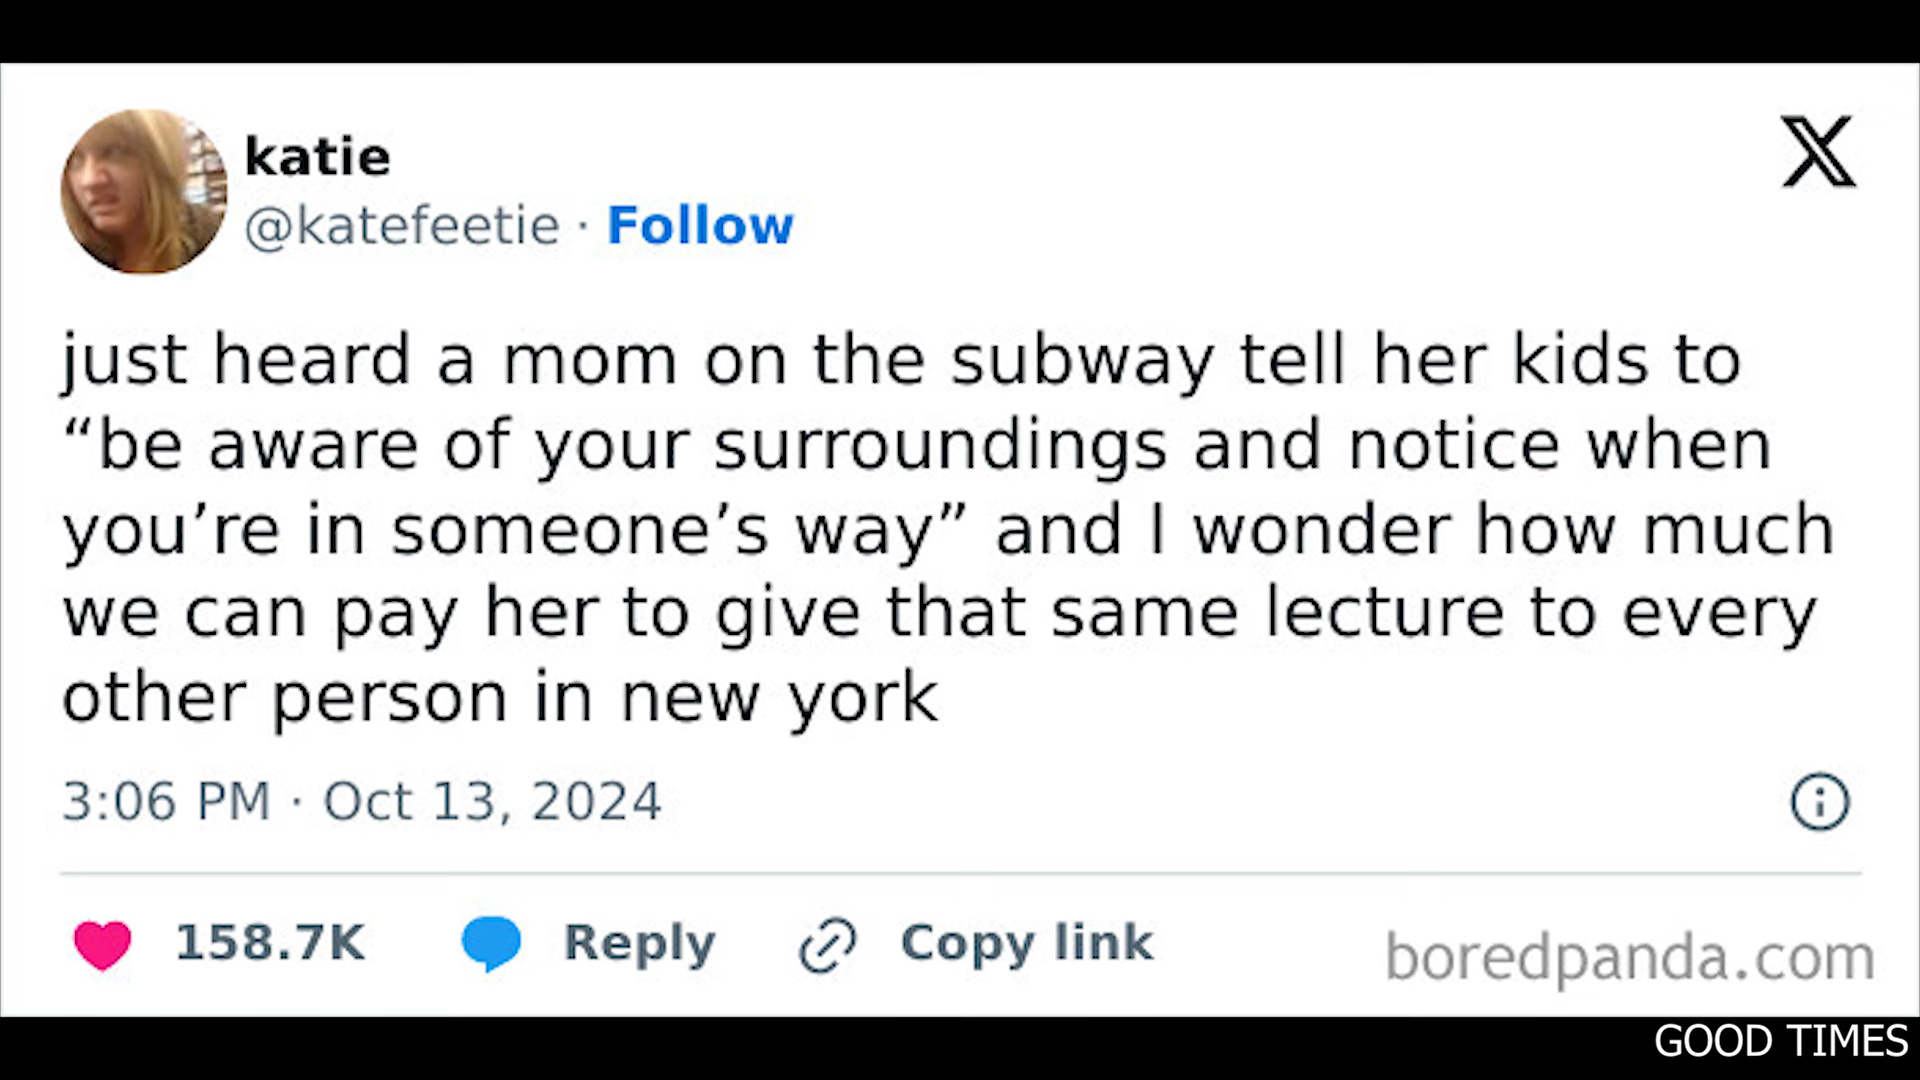 katie
@katefeetie · Follow
just heard a mom on the subway tell her kids to
“be aware of your surroundings and notice when
you’re in someone’s way” and I wonder how much
we can pay her to give that same lecture to every
other person in new york
3:06 PM · Oct 13, 2024
158.7K Reply Copy link
boredpanda.com
GOOD TIMES